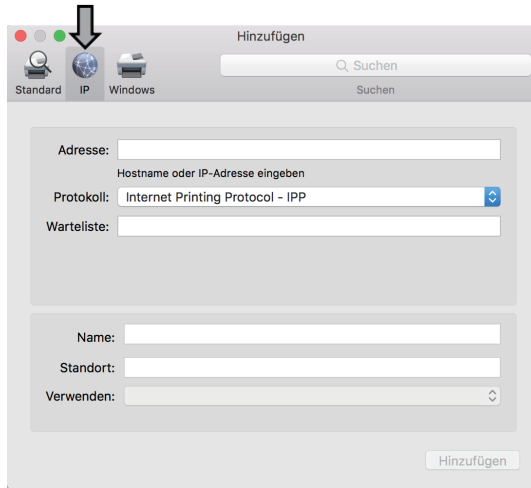 Hinzufügen
Suchen
Standard IP Windows Suchen
Adresse:
Hostname oder IP-Adresse eingeben
Protokoll: Internet Printing Protocol - IPP
Warteliste:
Name:
Standort:
Verwenden:
Hinzufügen